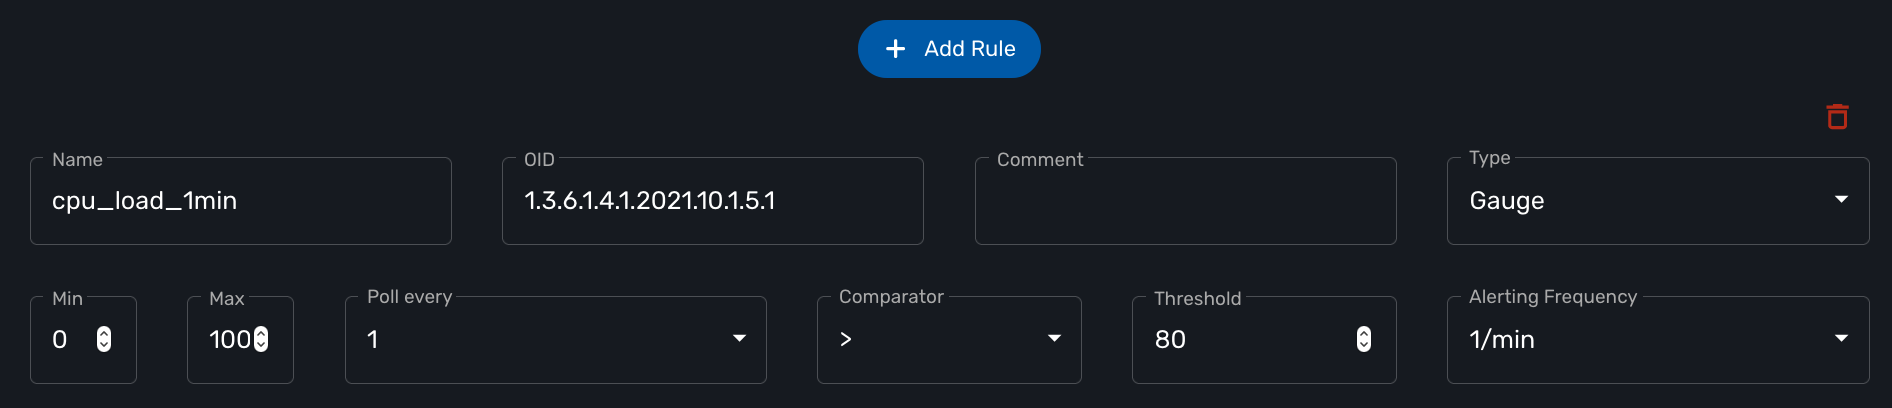 Add Rule
Name
cpu_load_1min
OID
1.3.6.1.4.1.2021.10.1.5.1
Comment
Type
Gauge
Min
0
Max
100
Poll every
1
Comparator
>
Threshold
80
Alerting Frequency
1/min